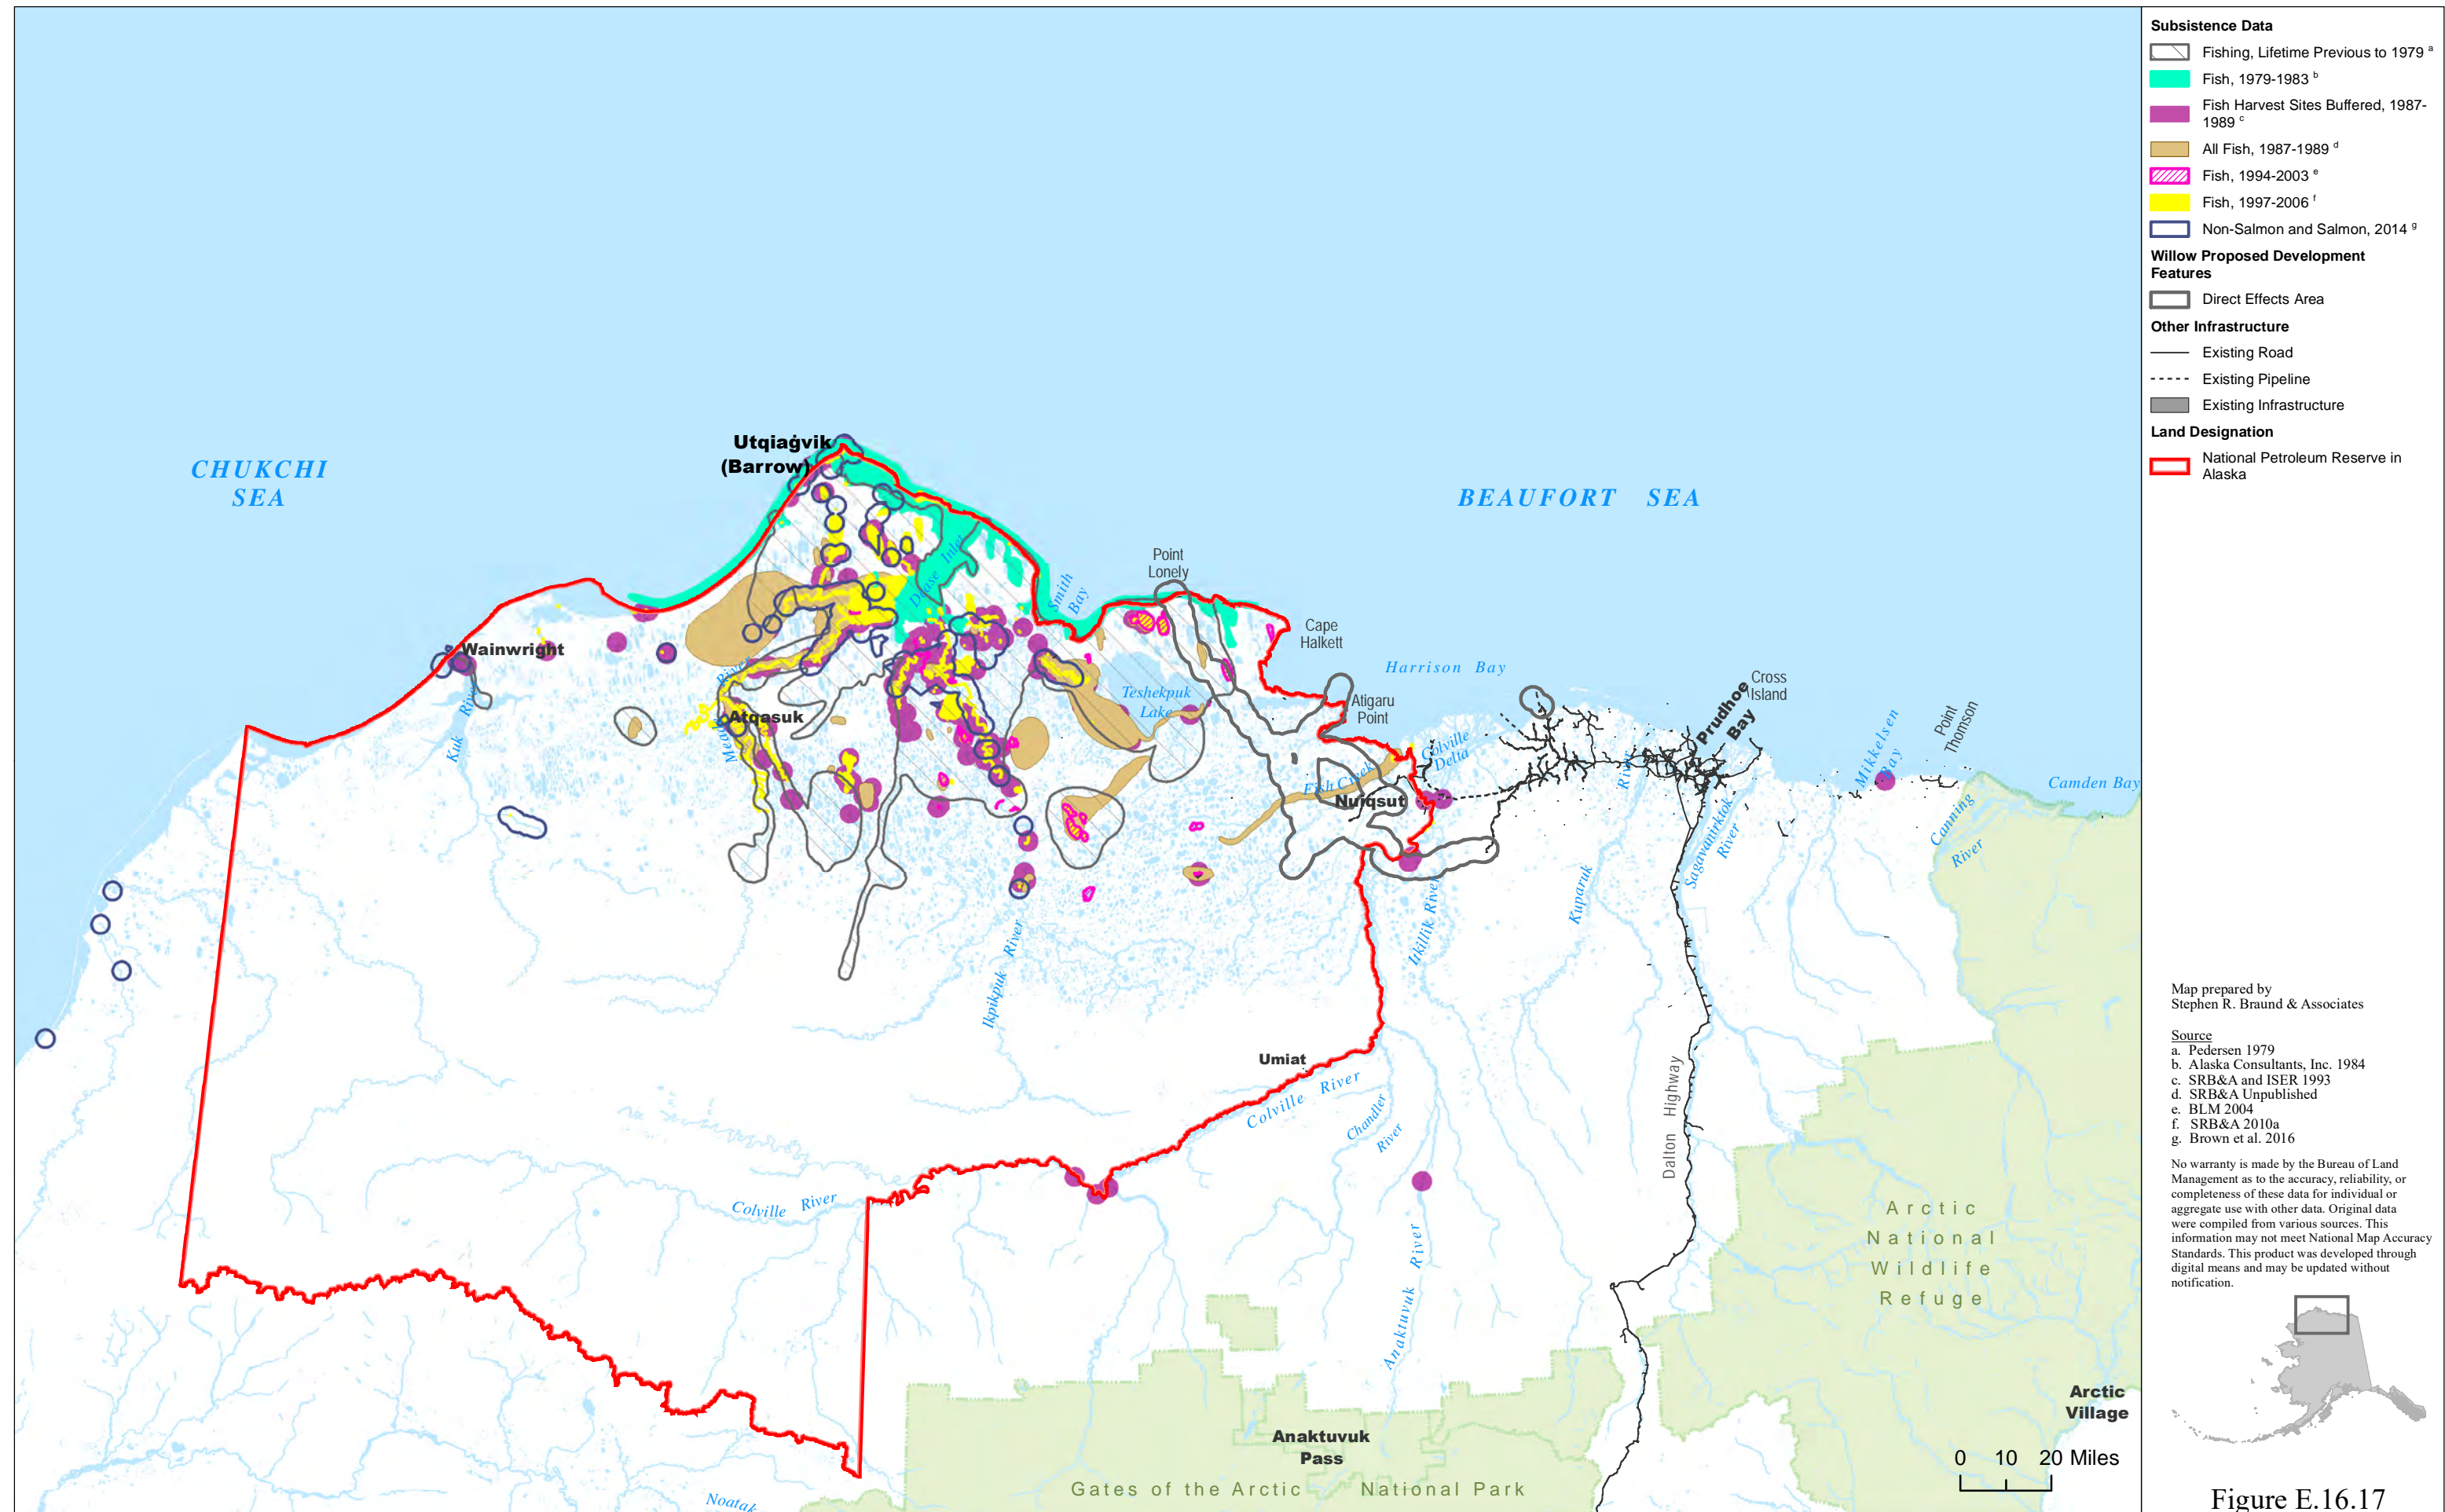 Utqiaġvik
(Barrow)
CHUKCHI
SEA
BEAUFORT SEA
Point
Lonely
Dease Inlet
Smith
Bay
Cape
Halkett
Wainwright
Harrison Bay
Kuk River
River
Meade
Atqasuk
Teshekpuk
Lake
Atigaru
Point
Cross
Island
Prudhoe
Bay
Colville
Delta
Fish Creek
Nuiqsut
Mikkelsen
Bay
Point
Thomson
Camden Bay
River
Kuparuk
Sagavanirktok
River
Canning
River
Itkillik River
Ikpikpuk River
Umiat
Colville River
Chandler
River
Dalton Highway
Colville River
Anaktuvuk River
Arctic
National
Wildlife
Refuge
Arctic
Village
Anaktuvuk
Pass
Gates of the Arctic National Park
Noatak
0 10 20 Miles
Subsistence Data
Fishing, Lifetime Previous to 1979 a
Fish, 1979-1983 b
Fish Harvest Sites Buffered, 1987-
1989 c
All Fish, 1987-1989 d
Fish, 1994-2003 e
Fish, 1997-2006 f
Non-Salmon and Salmon, 2014 g
Willow Proposed Development
Features
Direct Effects Area
Other Infrastructure
Existing Road
Existing Pipeline
Existing Infrastructure
Land Designation
National Petroleum Reserve in
Alaska
Map prepared by
Stephen R. Braund & Associates
Source
a. Pedersen 1979
b. Alaska Consultants, Inc. 1984
c. SRB&A and ISER 1993
d. SRB&A Unpublished
e. BLM 2004
f. SRB&A 2010a
g. Brown et al. 2016
No warranty is made by the Bureau of Land
Management as to the accuracy, reliability, or
completeness of these data for individual or
aggregate use with other data. Original data
were compiled from various sources. This
information may not meet National Map Accuracy
Standards. This product was developed through
digital means and may be updated without
notification.
Figure E.16.17